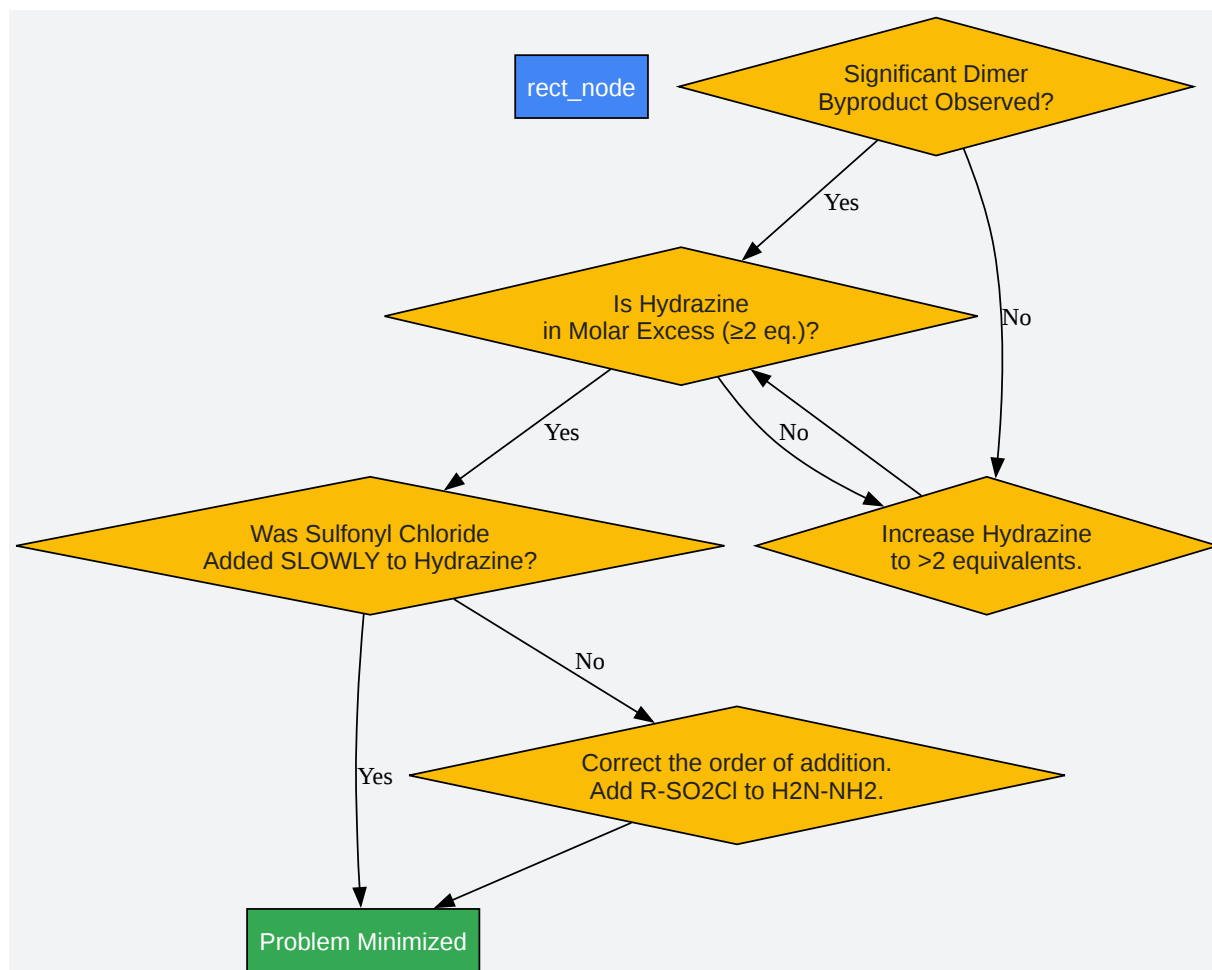 rect_node
Significant Dimer
Byproduct Observed?
Yes
Is Hydrazine
in Molar Excess (≥2 eq.)?
No
Yes
No
Was Sulfonyl Chloride
Added SLOWLY to Hydrazine?
Increase Hydrazine
to >2 equivalents.
No
Yes
Correct the order of addition.
Add R-SO2Cl to H2N-NH2.
Problem Minimized